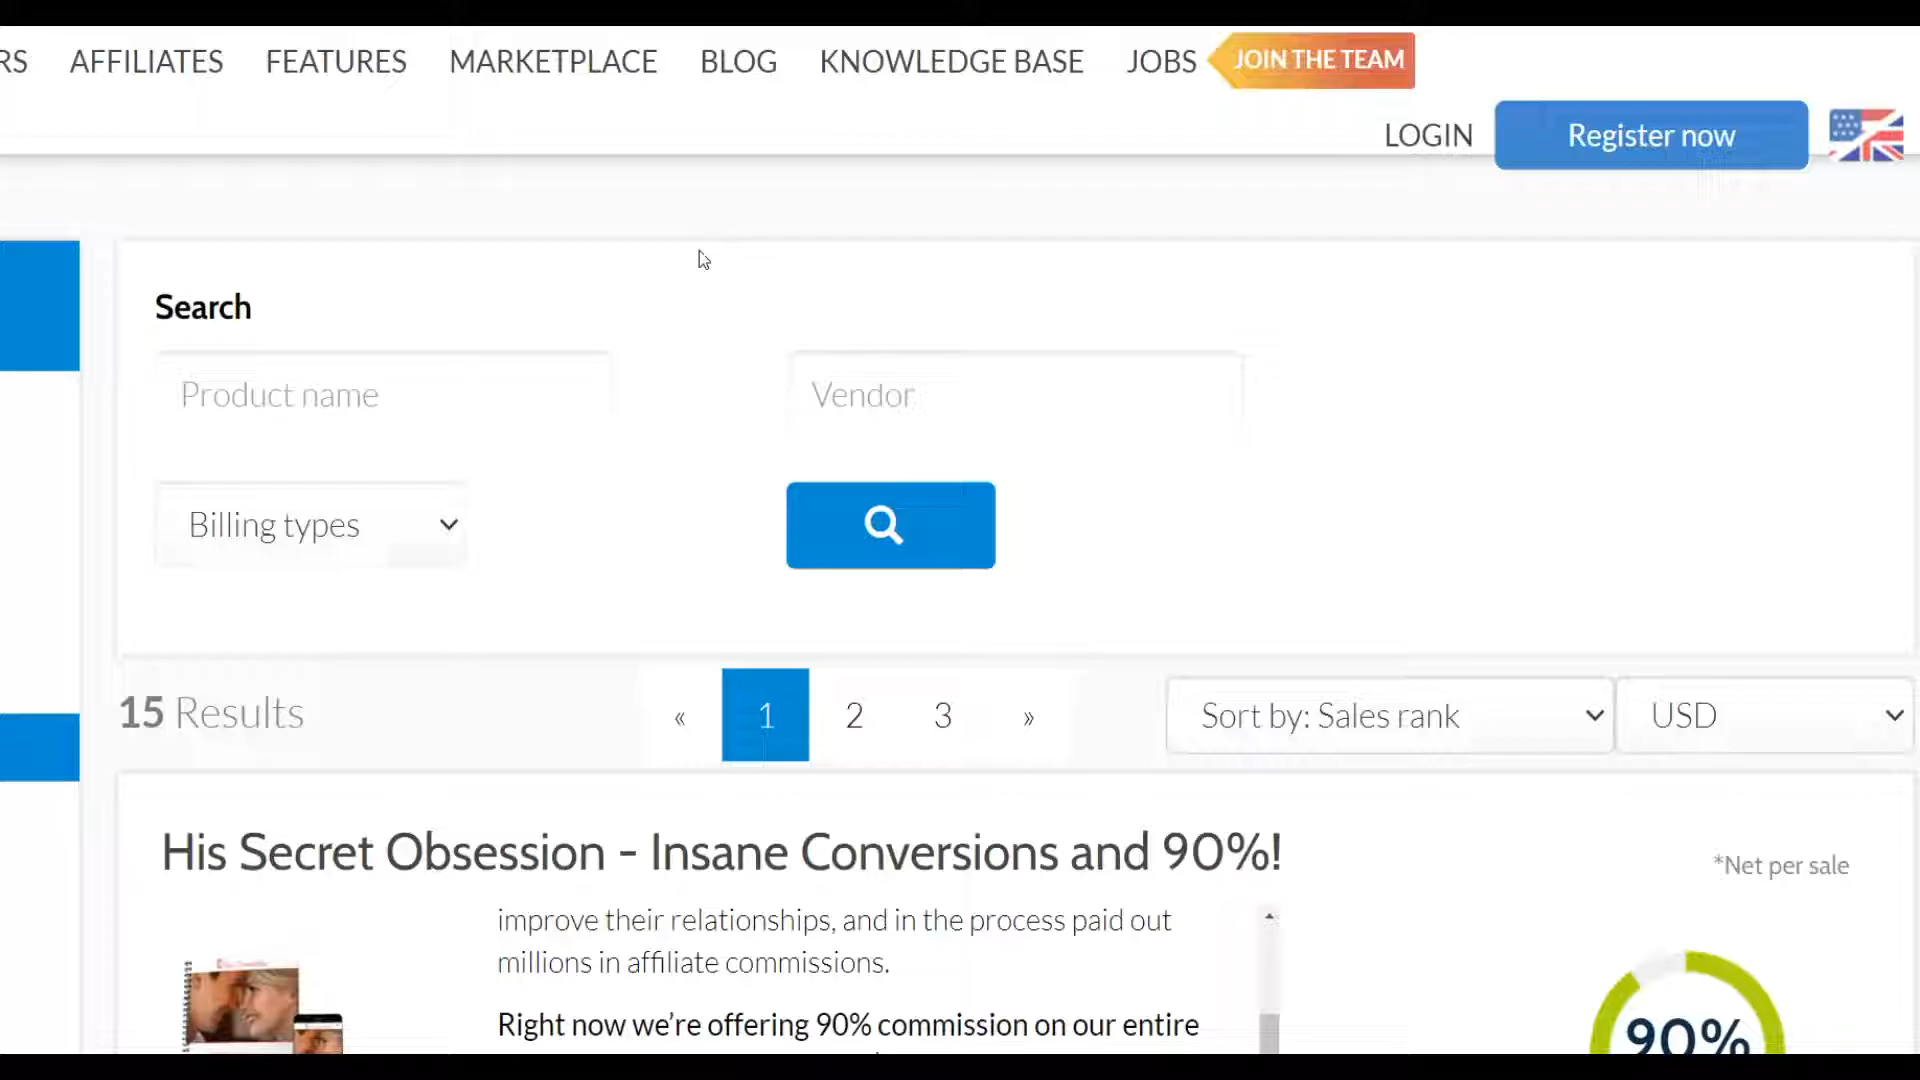 RS AFFILIATES FEATURES MARKETPLACE BLOG KNOWLEDGE BASE JOBS JOIN THE TEAM
LOGIN Register now
Search
Product name Vendor
Billing types
15 Results « 1 2 3 » Sort by: Sales rank USD
His Secret Obsession - Insane Conversions and 90%!
*Net per sale
improve their relationships, and in the process paid out
millions in affiliate commissions.
Right now we're offering 90% commission on our entire
90%